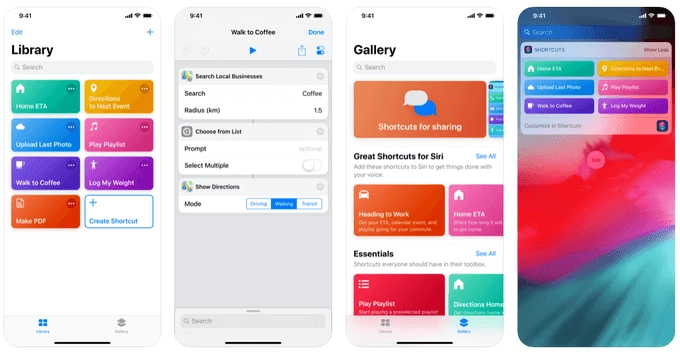 9:41
Edit
Library
Search
Home ETA
Directions
to Next Event
Upload Last Photo
Play Playlist
Walk to Coffee
Log My Weight
Make PDF
Create Shortcut
Library
Gallery
9:41
Walk to Coffee
Done
Search Local Businesses
Search
Coffee
Radius (km)
1.5
Choose from List
Prompt
optional
Select Multiple
Show Directions
Mode
Driving
Walking
Transit
Search
9:41
Gallery
Search
Shortcuts for sharing
Great Shortcuts for Siri
See All
Add these shortcuts to Siri to get things done with
your voice.
Heading to Work
Get your ETA, calendar event, and
playlist going for your commute
Home ETA
Share how long it will
to get home
Essentials
See All
Shortcuts everyone should have in their toolbox.
Play Playlist
Start playing a preselected playlist
Directions Home
Library
Gallery
9:41
Search
SHORTCUTS
Show Less
Home ETA
Directions to Next Ev...
Upload Last Photo
Play Playlist
Walk to Coffee
Log My Weight
Customize in Shortcuts